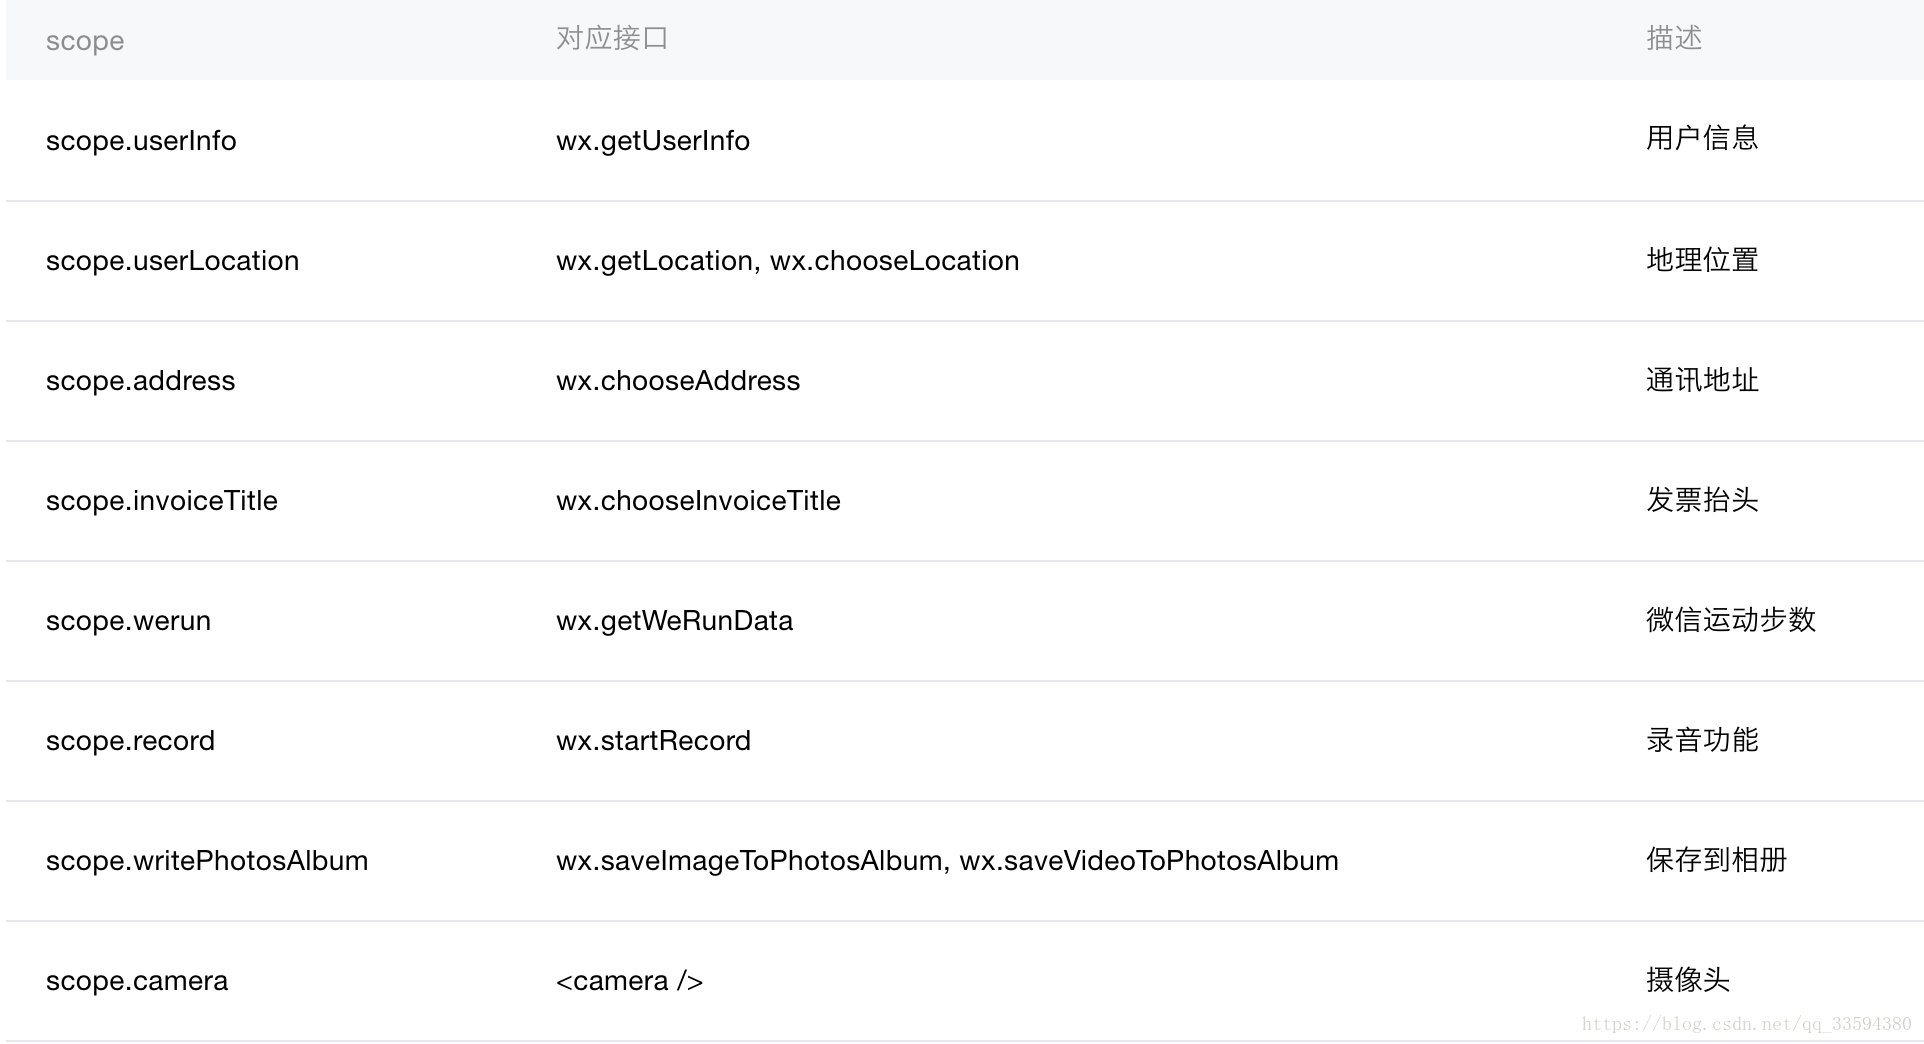 scope 对应接口 描述
scope.userInfo wx.getUserInfo 用户信息
scope.userLocation wx.getLocation, wx.chooseLocation 地理位置
scope.address wx.chooseAddress 通讯地址
scope.invoiceTitle wx.chooseInvoiceTitle 发票抬头
scope.werun wx.getWeRunData 微信运动步数
scope.record wx.startRecord 录音功能
scope.writePhotosAlbum wx.saveImageToPhotosAlbum, wx.saveVideoToPhotosAlbum 保存到相册
scope.camera <camera /> 摄像头
https://blog.csdn.net/qq_33594380